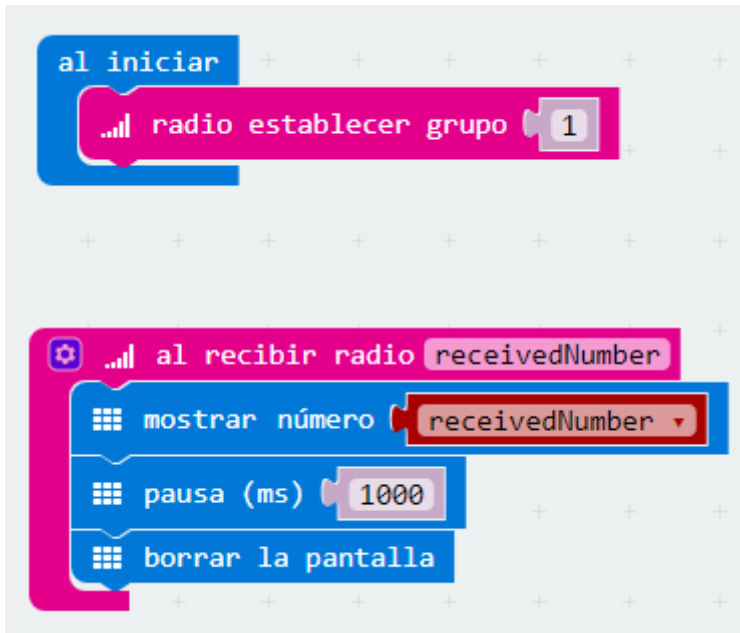 al iniciar
radio establecer grupo 1
al recibir radio receivedNumber
mostrar número receivedNumber
pausa (ms) 1000
borrar la pantalla